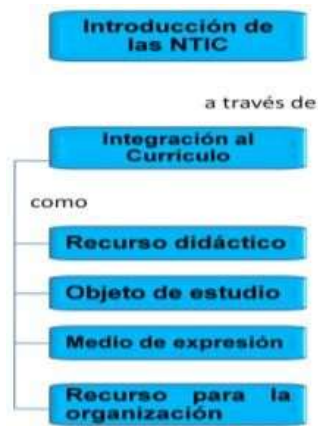 Introducción de
las NTIC
a través de
Integración al
Curriculo
como
Recurso didáctico
Objeto de estudio
Medio de expresión
Recurso para la
organización